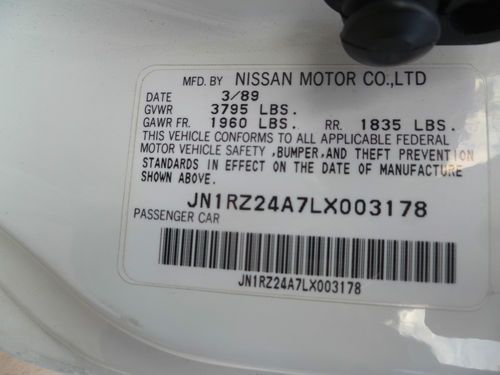 MFD. BY NISSAN MOTOR CO.,LTD
DATE 3/89
GVWR 3795 LBS.
GAWR FR. 1960 LBS. RR. 1835 LBS.
THIS VEHICLE CONFORMS TO ALL APPLICABLE FEDERAL
MOTOR VEHICLE SAFETY ,BUMPER,AND THEFT PREVENTION
STANDARDS IN EFFECT ON THE DATE OF MANUFACTURE
SHOWN ABOVE.
JN1RZ24A7LX003178
PASSENGER CAR
JN1RZ24A7LX003178